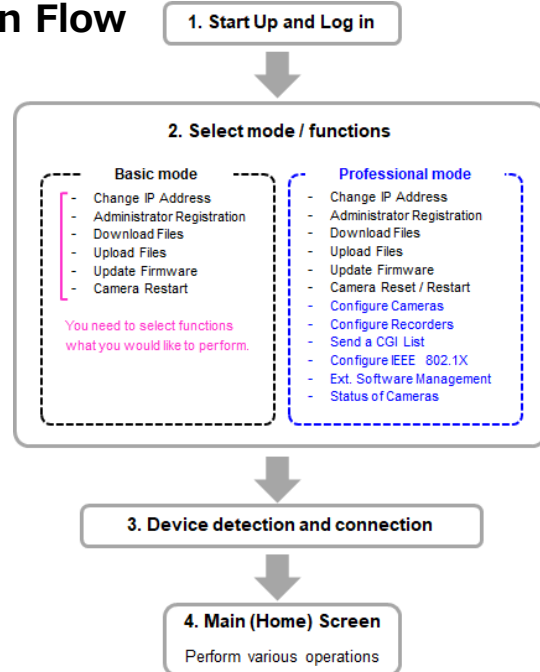 n Flow
1. Start Up and Log in
2. Select mode / functions
Basic mode
- Change IP Address
- Administrator Registration
- Download Files
- Upload Files
- Update Firmware
- Camera Restart
You need to select functions
what you would like to perform.
Professional mode
- Change IP Address
- Administrator Registration
- Download Files
- Upload Files
- Update Firmware
- Camera Reset / Restart
- Configure Cameras
- Configure Recorders
- Send a CGI List
- Configure IEEE 802.1X
- Ext. Software Management
- Status of Cameras
3. Device detection and connection
4. Main (Home) Screen
Perform various operations